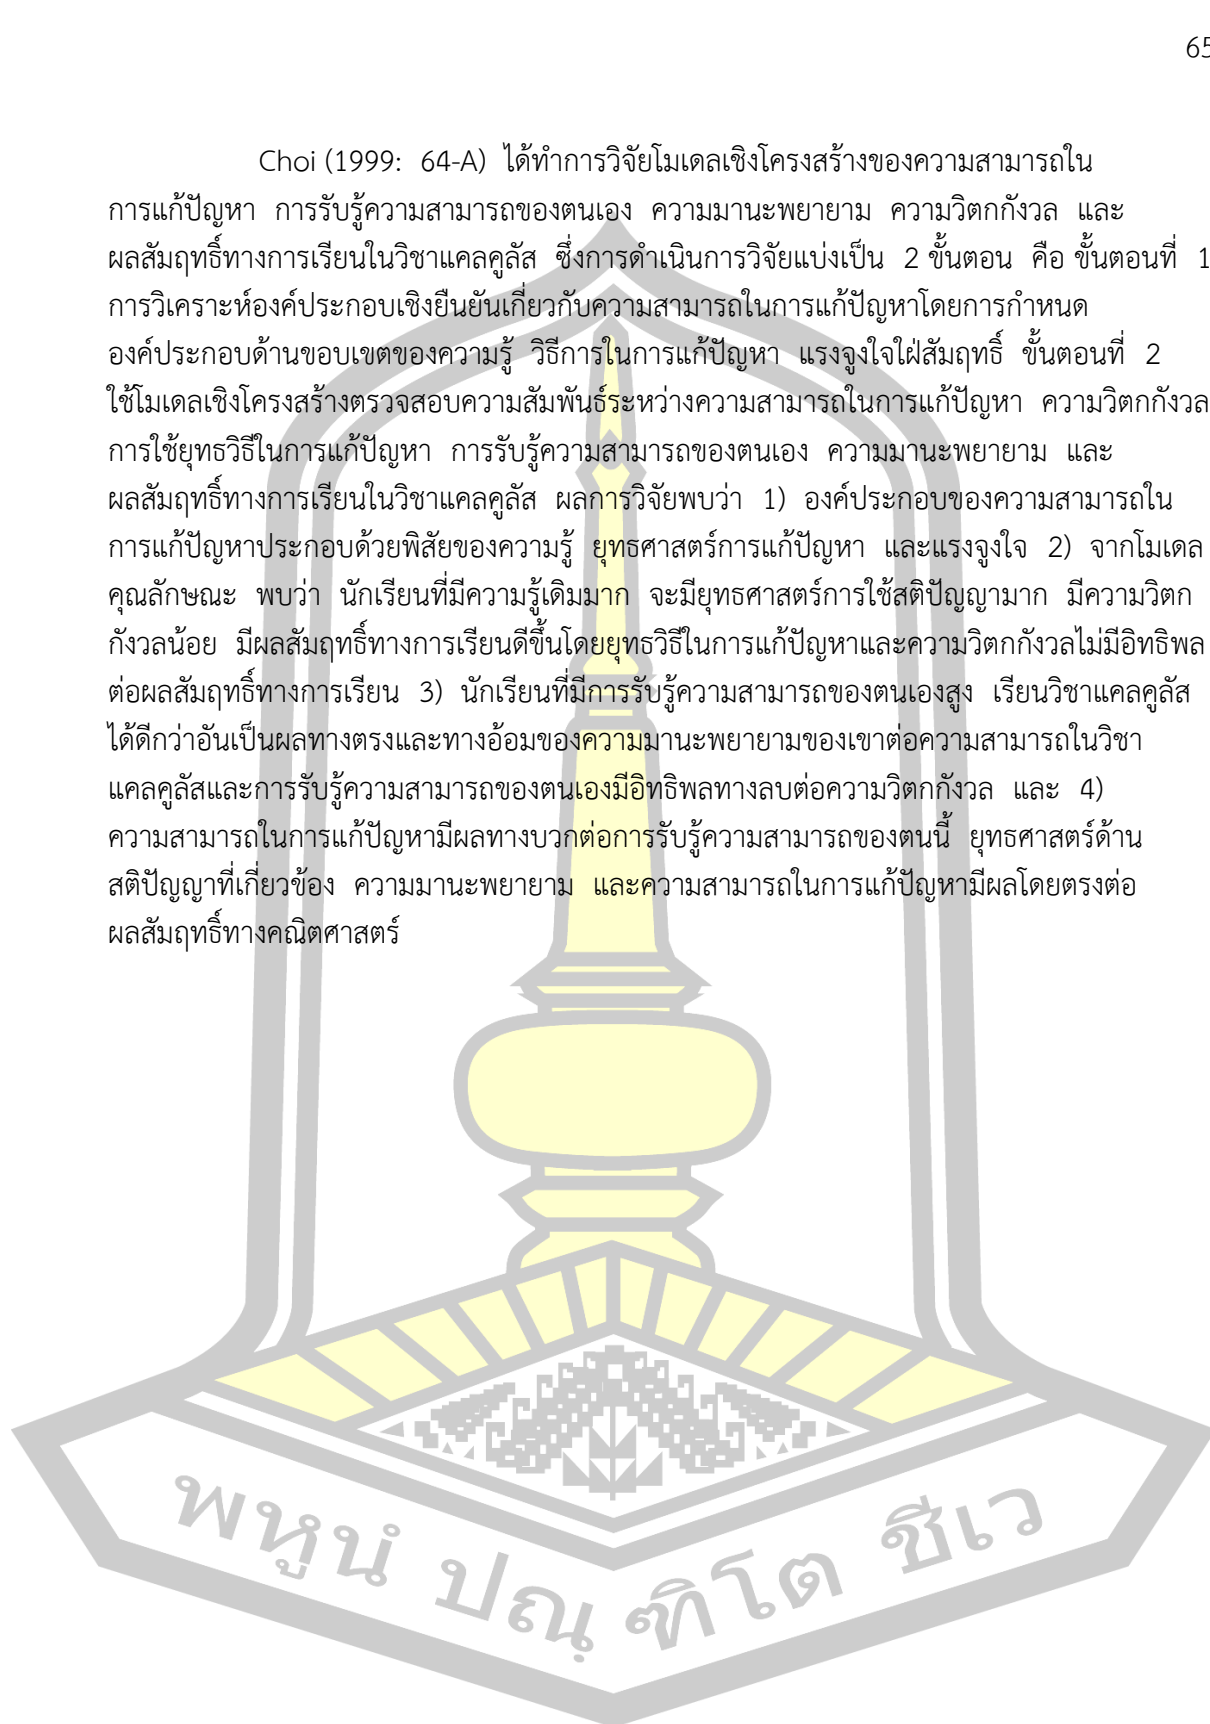 65
Choi (1999: 64-A) ได้ทำการวิจัยโมเดลเชิงโครงสร้างของความสามารถใน
การแก้ปัญหา การรับรู้ความสามารถของตนเอง ความมานะพยายาม ความวิตกกังวล และ
ผลสัมฤทธิ์ทางการเรียนในวิชาแคลคูลัส ซึ่งการดำเนินการวิจัยแบ่งเป็น 2 ขั้นตอน คือ ขั้นตอนที่ 1
การวิเคราะห์องค์ประกอบเชิงยืนยันเกี่ยวกับความสามารถในการแก้ปัญหาโดยการกำหนด
องค์ประกอบด้านขอบเขตของความรู้ วิธีการในการแก้ปัญหา แรงจูงใจใฝ่สัมฤทธิ์ ขั้นตอนที่ 2
ใช้โมเดลเชิงโครงสร้างตรวจสอบความสัมพันธ์ระหว่างความสามารถในการแก้ปัญหา ความวิตกกังวล
การใช้ยุทธวิธีในการแก้ปัญหา การรับรู้ความสามารถของตนเอง ความมานะพยายาม และ
ผลสัมฤทธิ์ทางการเรียนในวิชาแคลคูลัส ผลการวิจัยพบว่า 1) องค์ประกอบของความสามารถใน
การแก้ปัญหาประกอบด้วยพิสัยของความรู้ ยุทธศาสตร์การแก้ปัญหา และแรงจูงใจ 2) จากโมเดล
คุณลักษณะ พบว่า นักเรียนที่มีความรู้เดิมมาก จะมียุทธศาสตร์การใช้สติปัญญามาก มีความวิตก
กังวลน้อย มีผลสัมฤทธิ์ทางการเรียนดีขึ้นโดยยุทธวิธีในการแก้ปัญหาและความวิตกกังวลไม่มีอิทธิพล
ต่อผลสัมฤทธิ์ทางการเรียน 3) นักเรียนที่มีการรับรู้ความสามารถของตนเองสูง เรียนวิชาแคลคูลัส
ได้ดีกว่าอันเป็นผลทางตรงและทางอ้อมของความมานะพยายามของเขาต่อความสามารถในวิชา
แคลคูลัสและการรับรู้ความสามารถของตนเองมีอิทธิพลทางลบต่อความวิตกกังวล และ 4)
ความสามารถในการแก้ปัญหามีผลทางบวกต่อการรับรู้ความสามารถของตนนี้ ยุทธศาสตร์ด้าน
สติปัญญาที่เกี่ยวข้อง ความมานะพยายาม และความสามารถในการแก้ปัญหามีผลโดยตรงต่อ
ผลสัมฤทธิ์ทางคณิตศาสตร์
พหูนํ ปณฺ ฑิโต ชีเว